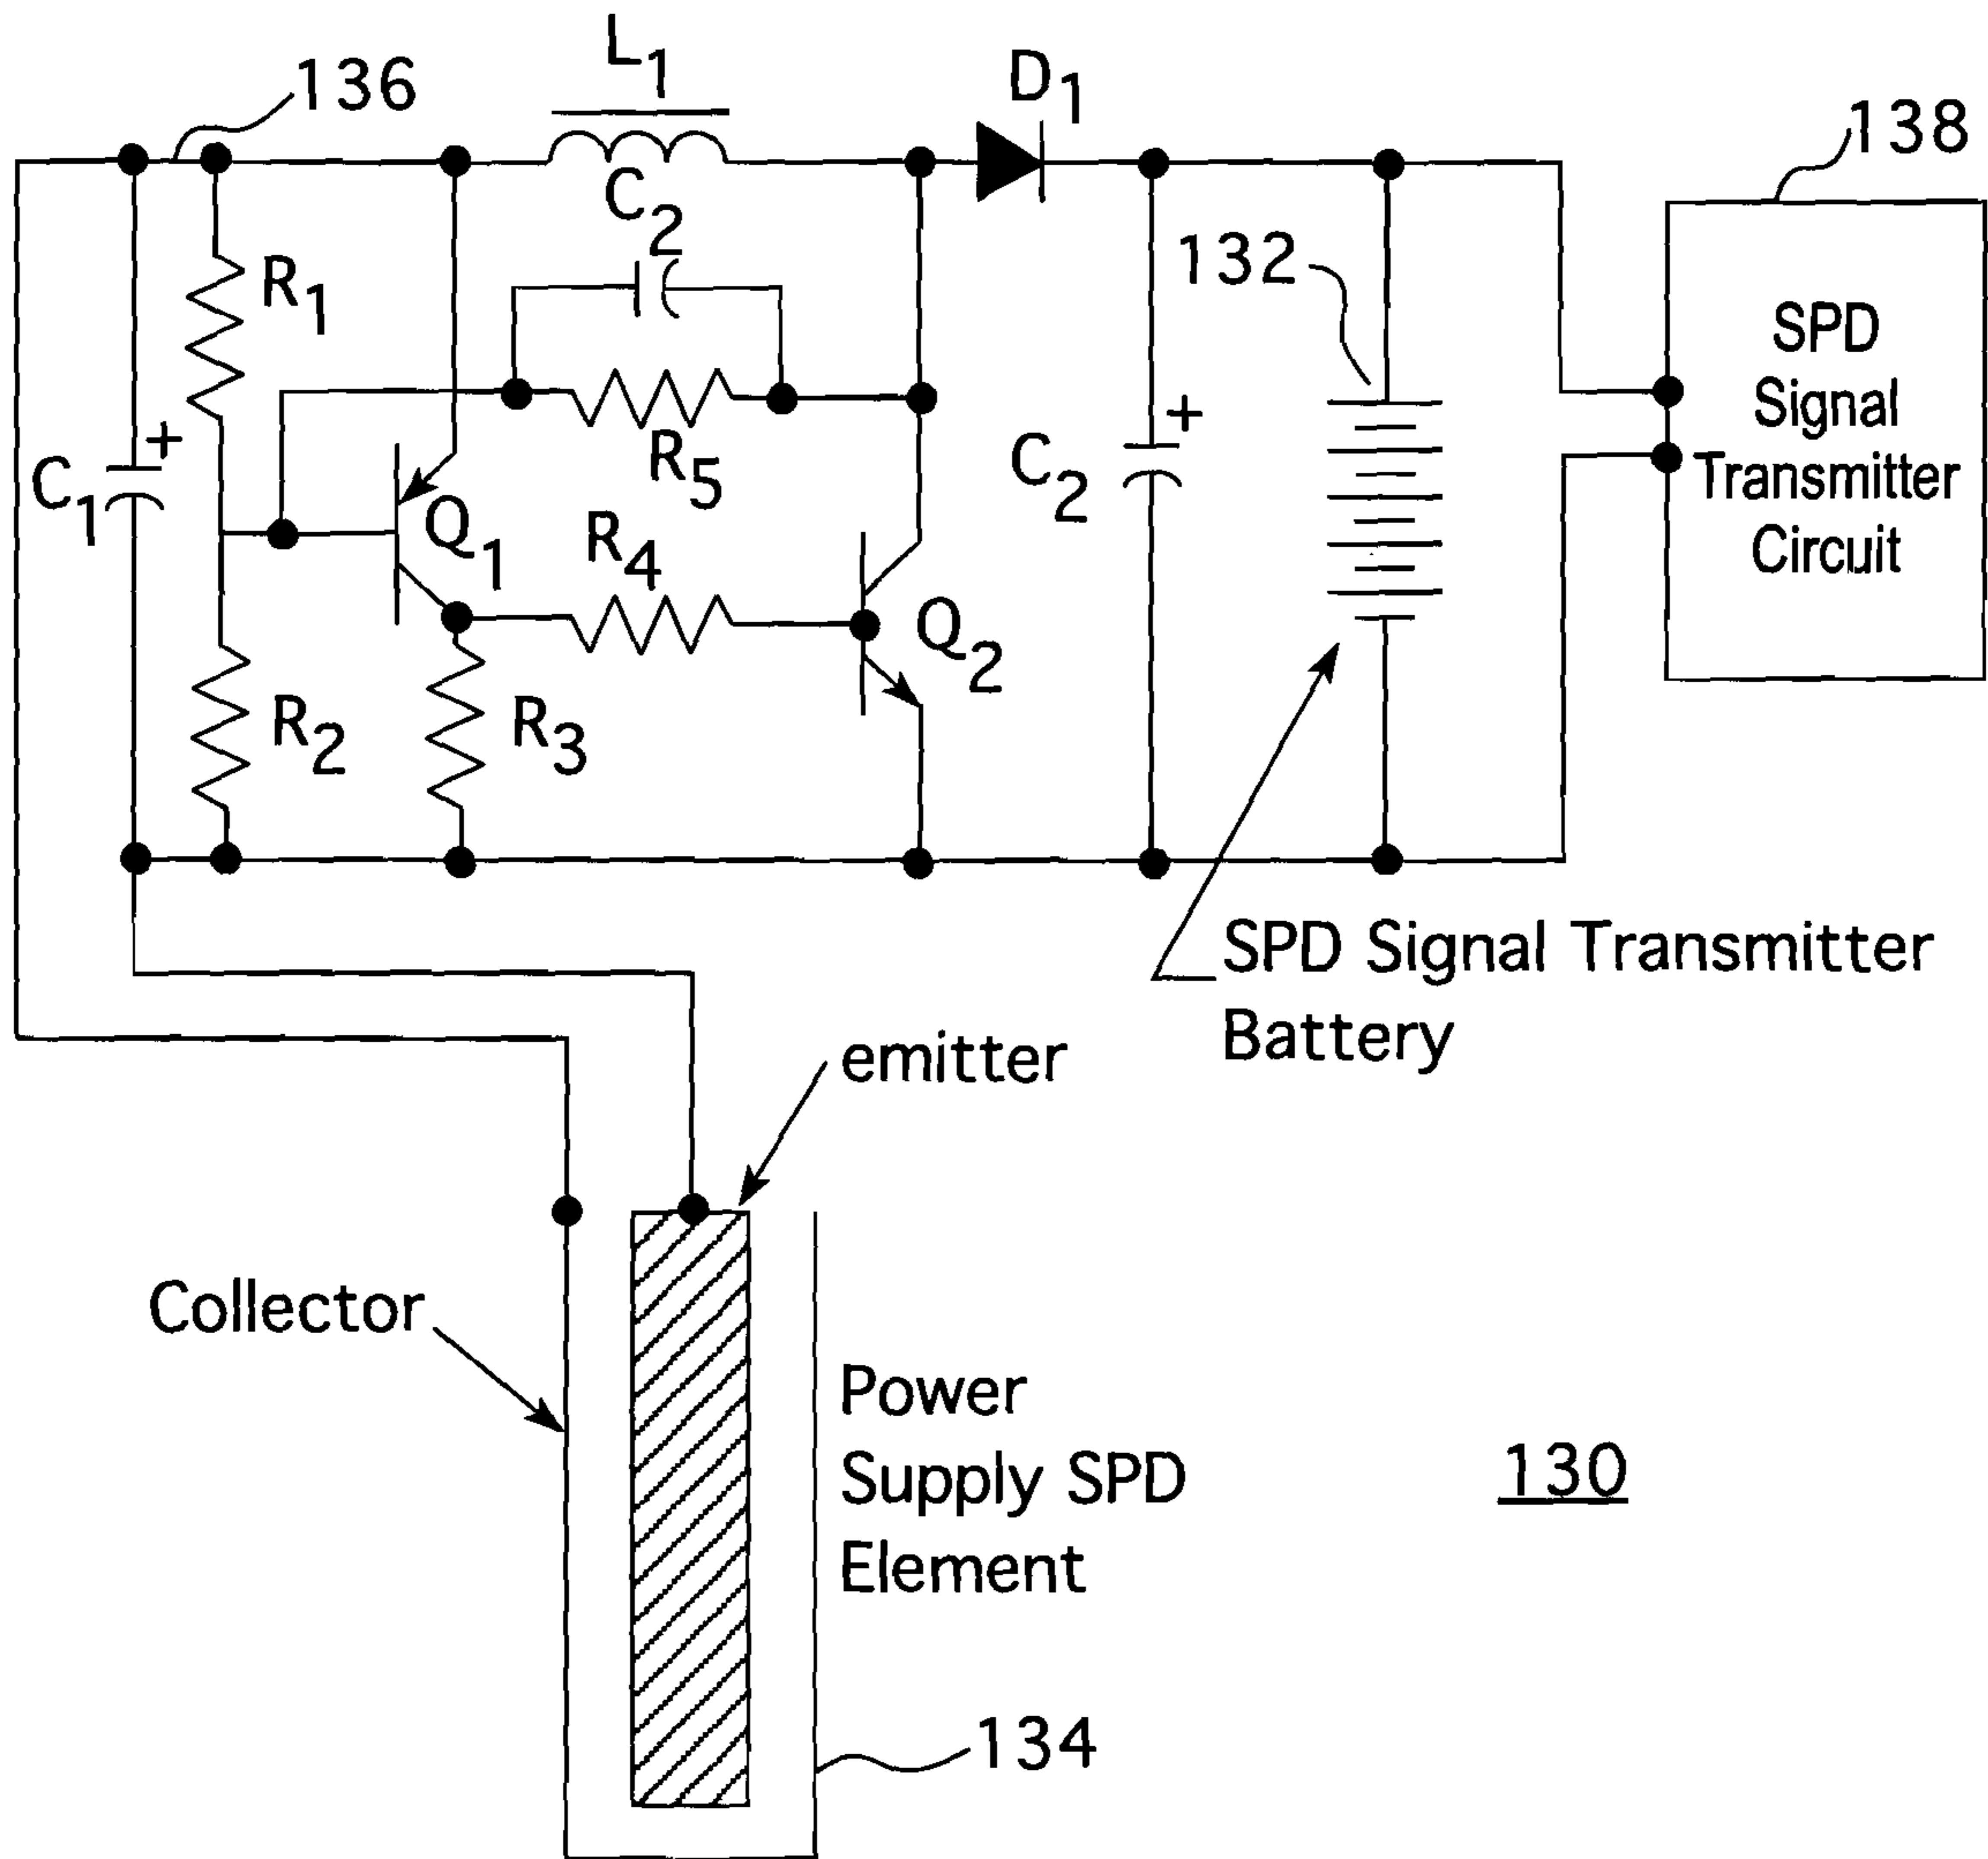 L1
136
D1
138
C2
132
R1
SPD
Signal
Transmitter
Circuit
+
+
R5
C1
C2
Q1
R4
Q2
R2
R3
SPD Signal Transmitter
Battery
emitter
Collector
Power
Supply SPD
Element
130
134